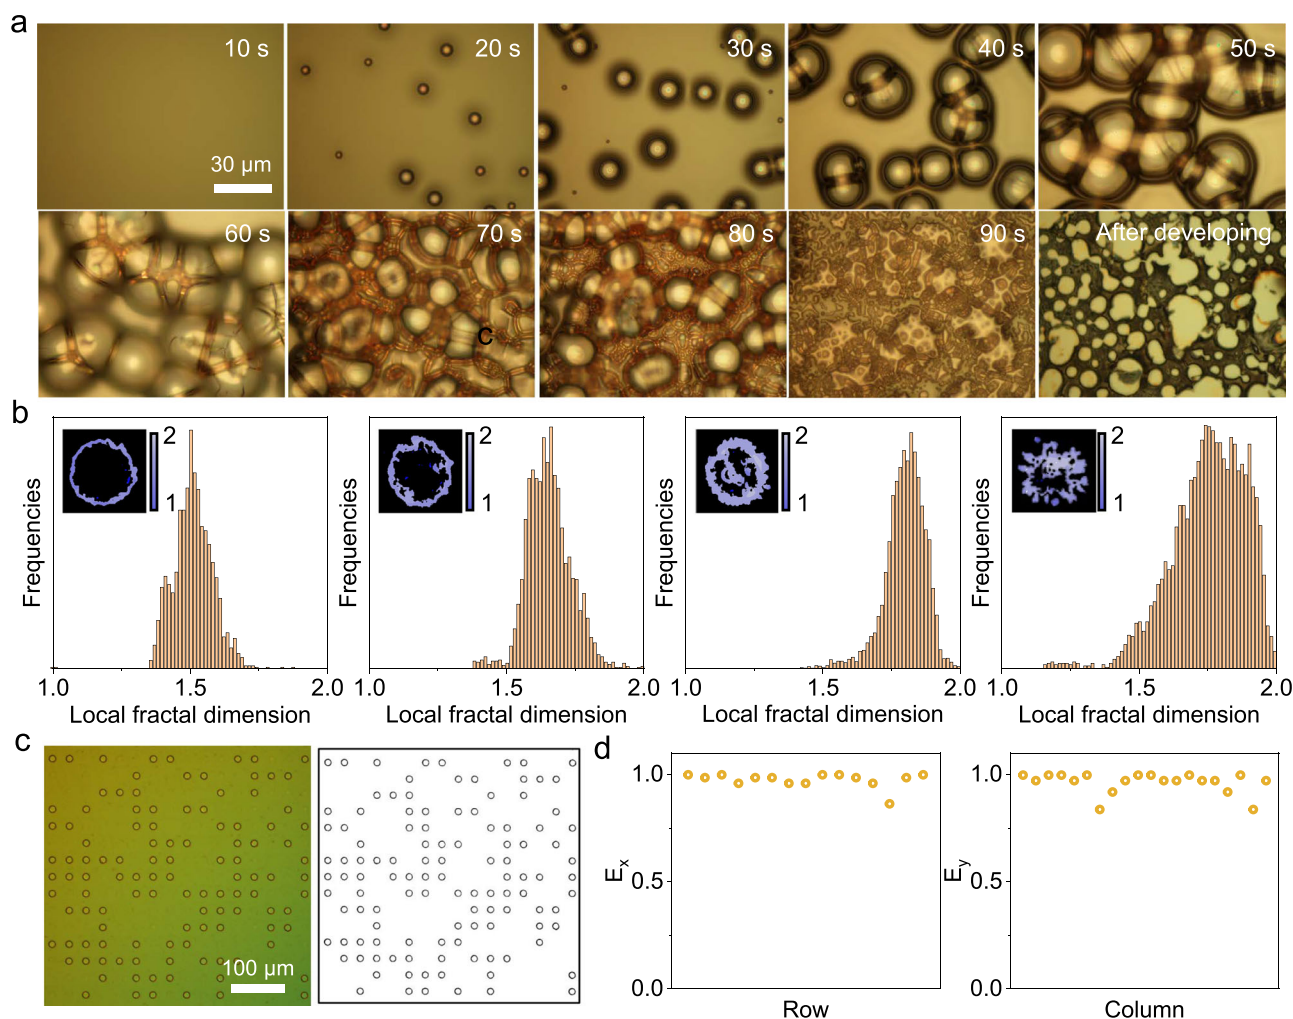 a
10 s
20 s
30 s
40 s
50 s
30 μm
60 s
70 s
80 s
90 s
After developing
c
b
Frequencies
2
1
1.0
1.5
2.0
Local fractal dimension
Frequencies
2
1
1.0
1.5
2.0
Local fractal dimension
Frequencies
2
1
1.0
1.5
2.0
Local fractal dimension
Frequencies
2
1
1.0
1.5
2.0
Local fractal dimension
c
100 μm
d
Ex
1.0
0.5
0.0
Row
Ey
1.0
0.5
0.0
Column